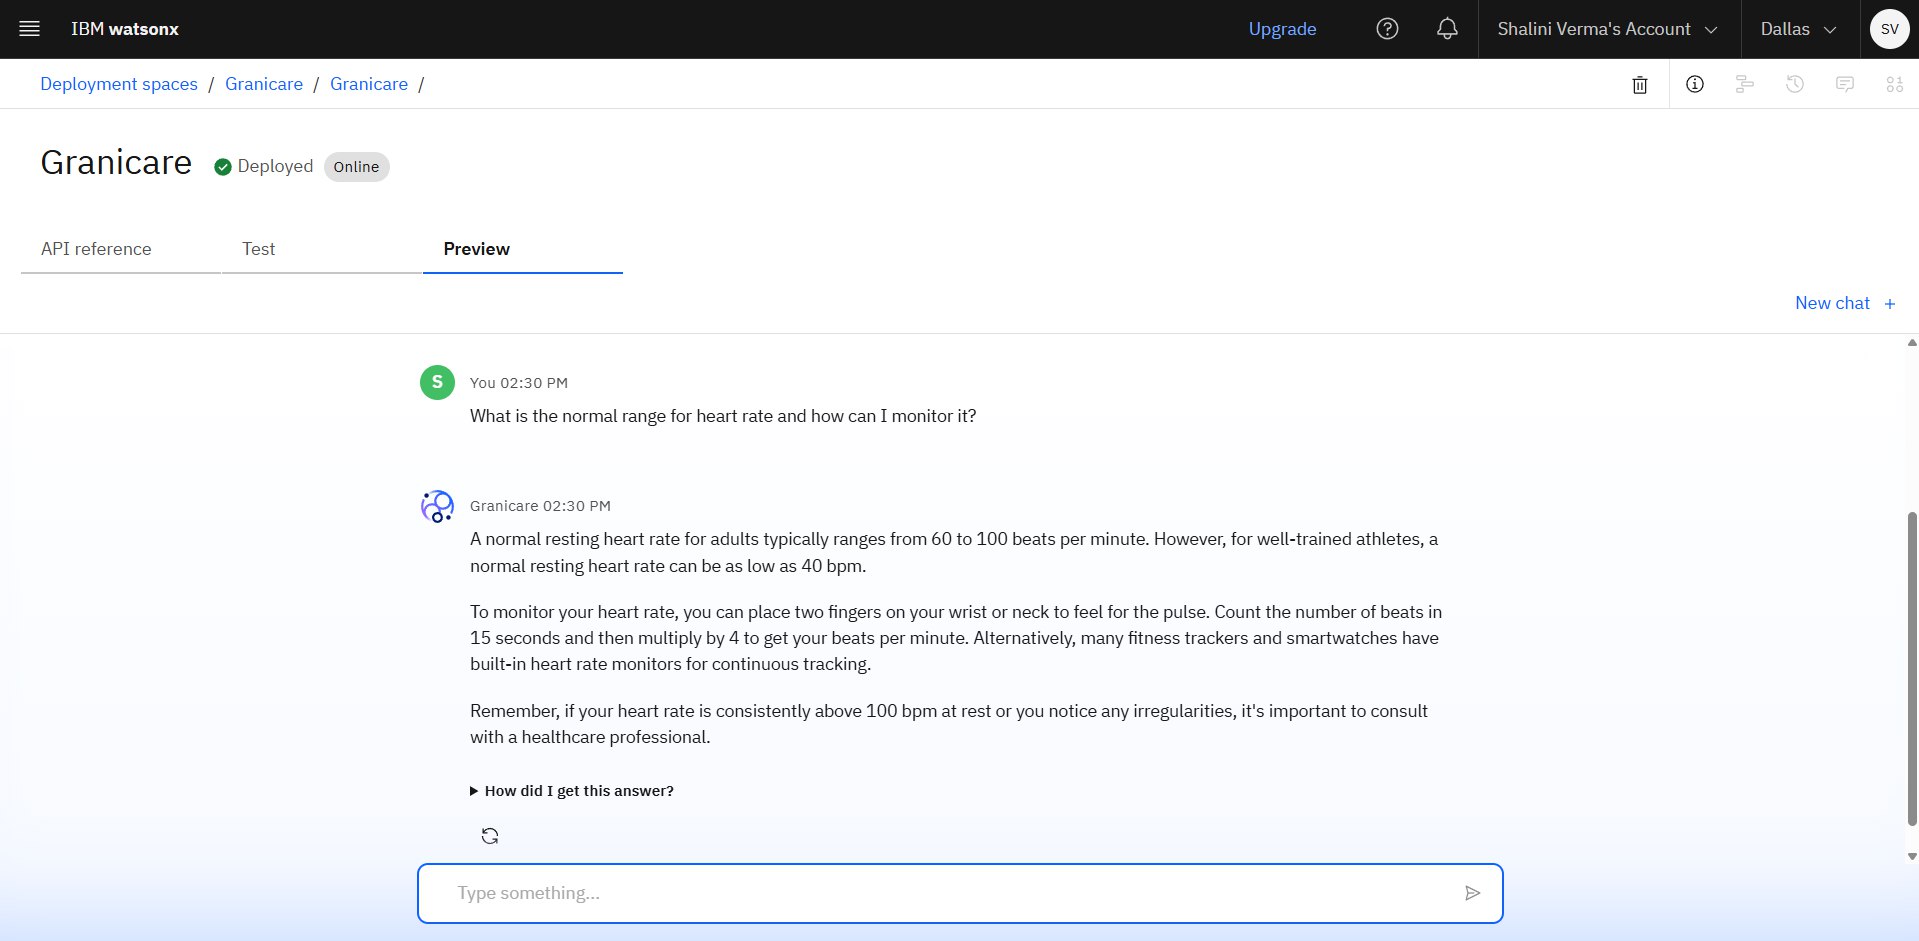 IBM watsonx
Upgrade
Shalini Verma's Account
Dallas
SV
Deployment spaces / Granicare / Granicare /
Granicare
Deployed
Online
API reference
Test
Preview
New chat +
S
You 02:30 PM
What is the normal range for heart rate and how can I monitor it?
Granicare 02:30 PM
A normal resting heart rate for adults typically ranges from 60 to 100 beats per minute. However, for well-trained athletes, a
normal resting heart rate can be as low as 40 bpm.
To monitor your heart rate, you can place two fingers on your wrist or neck to feel for the pulse. Count the number of beats in
15 seconds and then multiply by 4 to get your beats per minute. Alternatively, many fitness trackers and smartwatches have
built-in heart rate monitors for continuous tracking.
Remember, if your heart rate is consistently above 100 bpm at rest or you notice any irregularities, it's important to consult
with a healthcare professional.
How did I get this answer?
Type something...